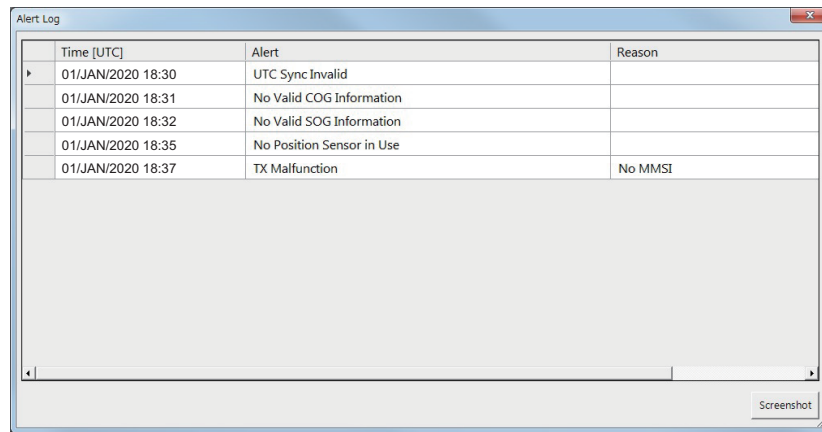 Alert Log
Time [UTC] Alert Reason
01/JAN/2020 18:30 UTC Sync Invalid
01/JAN/2020 18:31 No Valid COG Information
01/JAN/2020 18:32 No Valid SOG Information
01/JAN/2020 18:35 No Position Sensor in Use
01/JAN/2020 18:37 TX Malfunction No MMSI
Screenshot